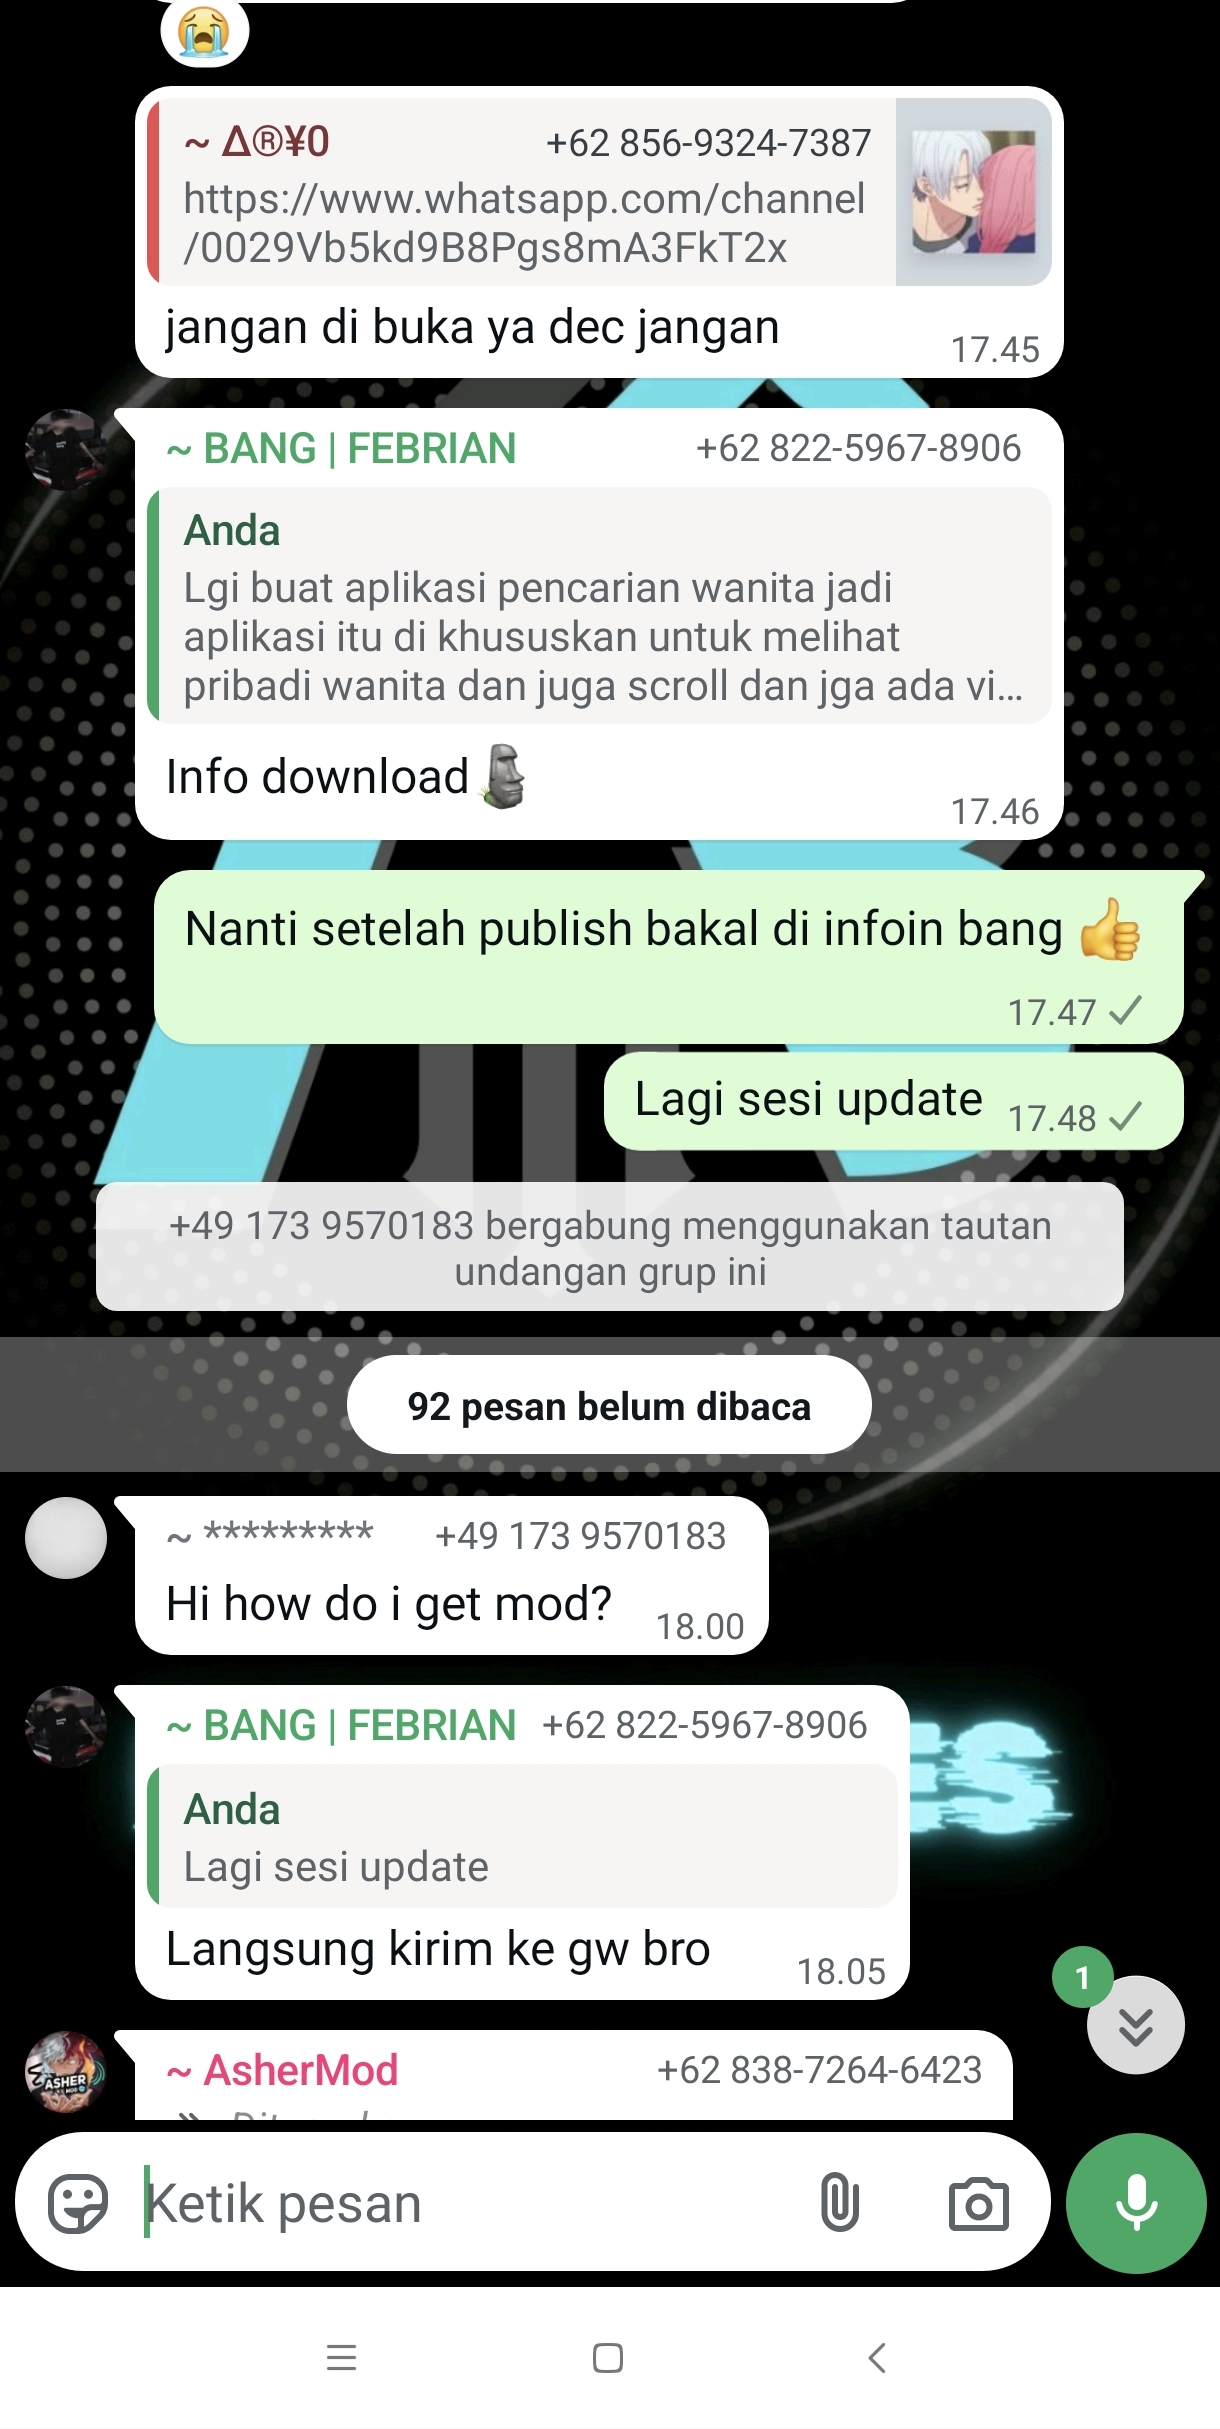 ~ Δ®¥0 +62 856-9324-7387
https://www.whatsapp.com/channel
/0029Vb5kd9B8Pgs8mA3FkT2x
jangan di buka ya dec jangan
17.45
~ BANG | FEBRIAN +62 822-5967-8906
Anda
Lgi buat aplikasi pencarian wanita jadi
aplikasi itu di khususkan untuk melihat
pribadi wanita dan juga scroll dan jga ada vi...
Info download🗿
17.46
Nanti setelah publish bakal di infoin bang 👍
17.47
Lagi sesi update 17.48
+49 173 9570183 bergabung menggunakan tautan
undangan grup ini
92 pesan belum dibaca
~ ********* +49 173 9570183
Hi how do i get mod? 18.00
~ BANG | FEBRIAN +62 822-5967-8906
Anda
Lagi sesi update
Langsung kirim ke gw bro 18.05
1
~ AsherMod +62 838-7264-6423
Ketik pesan